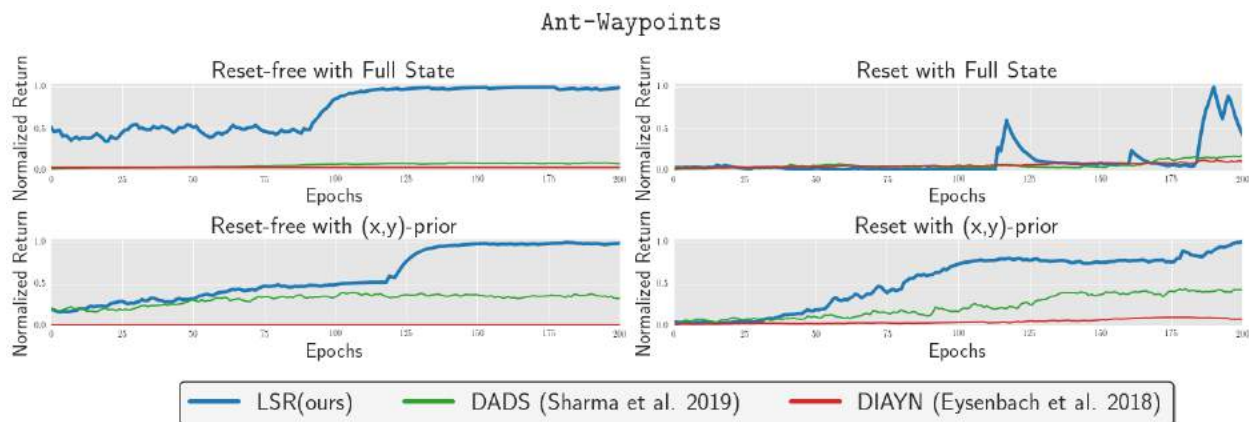 Ant-Waypoints
Reset-free with Full State
Normalized Return
1.0
0.5
0.0
0 25 50 75 100 125 150 175 200
Epochs
Reset with Full State
Normalized Return
1.0
0.5
0.0
0 25 50 75 100 125 150 175 200
Epochs
Reset-free with (x,y)-prior
Normalized Return
1.0
0.5
0.0
0 25 50 75 100 125 150 175 200
Epochs
Reset with (x,y)-prior
Normalized Return
1.0
0.5
0.0
0 25 50 75 100 125 150 175 200
Epochs
LSR(ours) DADS (Sharma et al. 2019) DIAYN (Eysenbach et al. 2018)